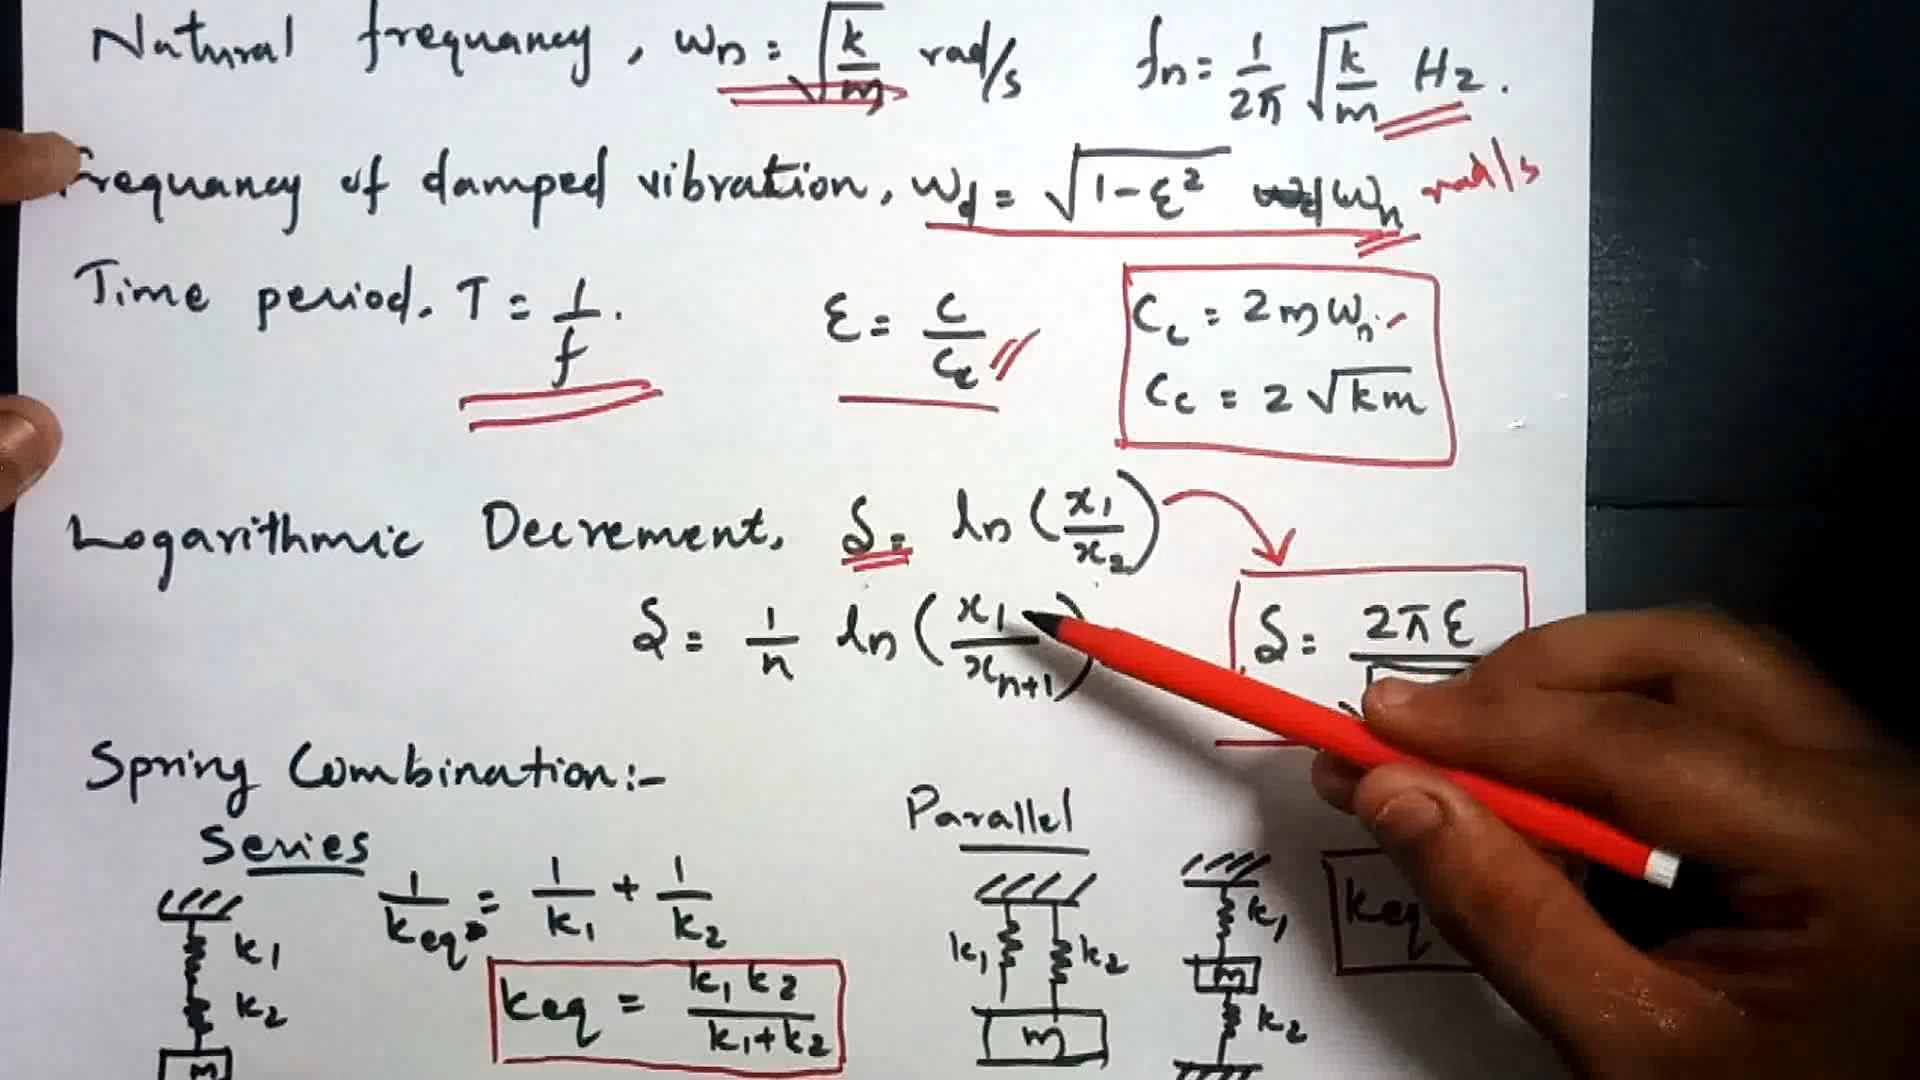 Natural frequancy, ωn = √k/m rad/s fn = 1/2π √k/m Hz.
frequancy of damped vibration, ωd = √1-ε² ωn rad/s
Time period. T = 1/f. ε = c/cc Cc = 2mωn
Cc = 2√km
Logarithmic Decrement, δ = ln(x1/x2)
δ = 1/n ln(x1/xn+1) δ = 2πε
Spring Combination:-
Series 1/keq = 1/k1 + 1/k2
k1
k2
m
keq = k1 k2/k1+k2
Parallel
k1 k2
m
k1
m
k2
keq